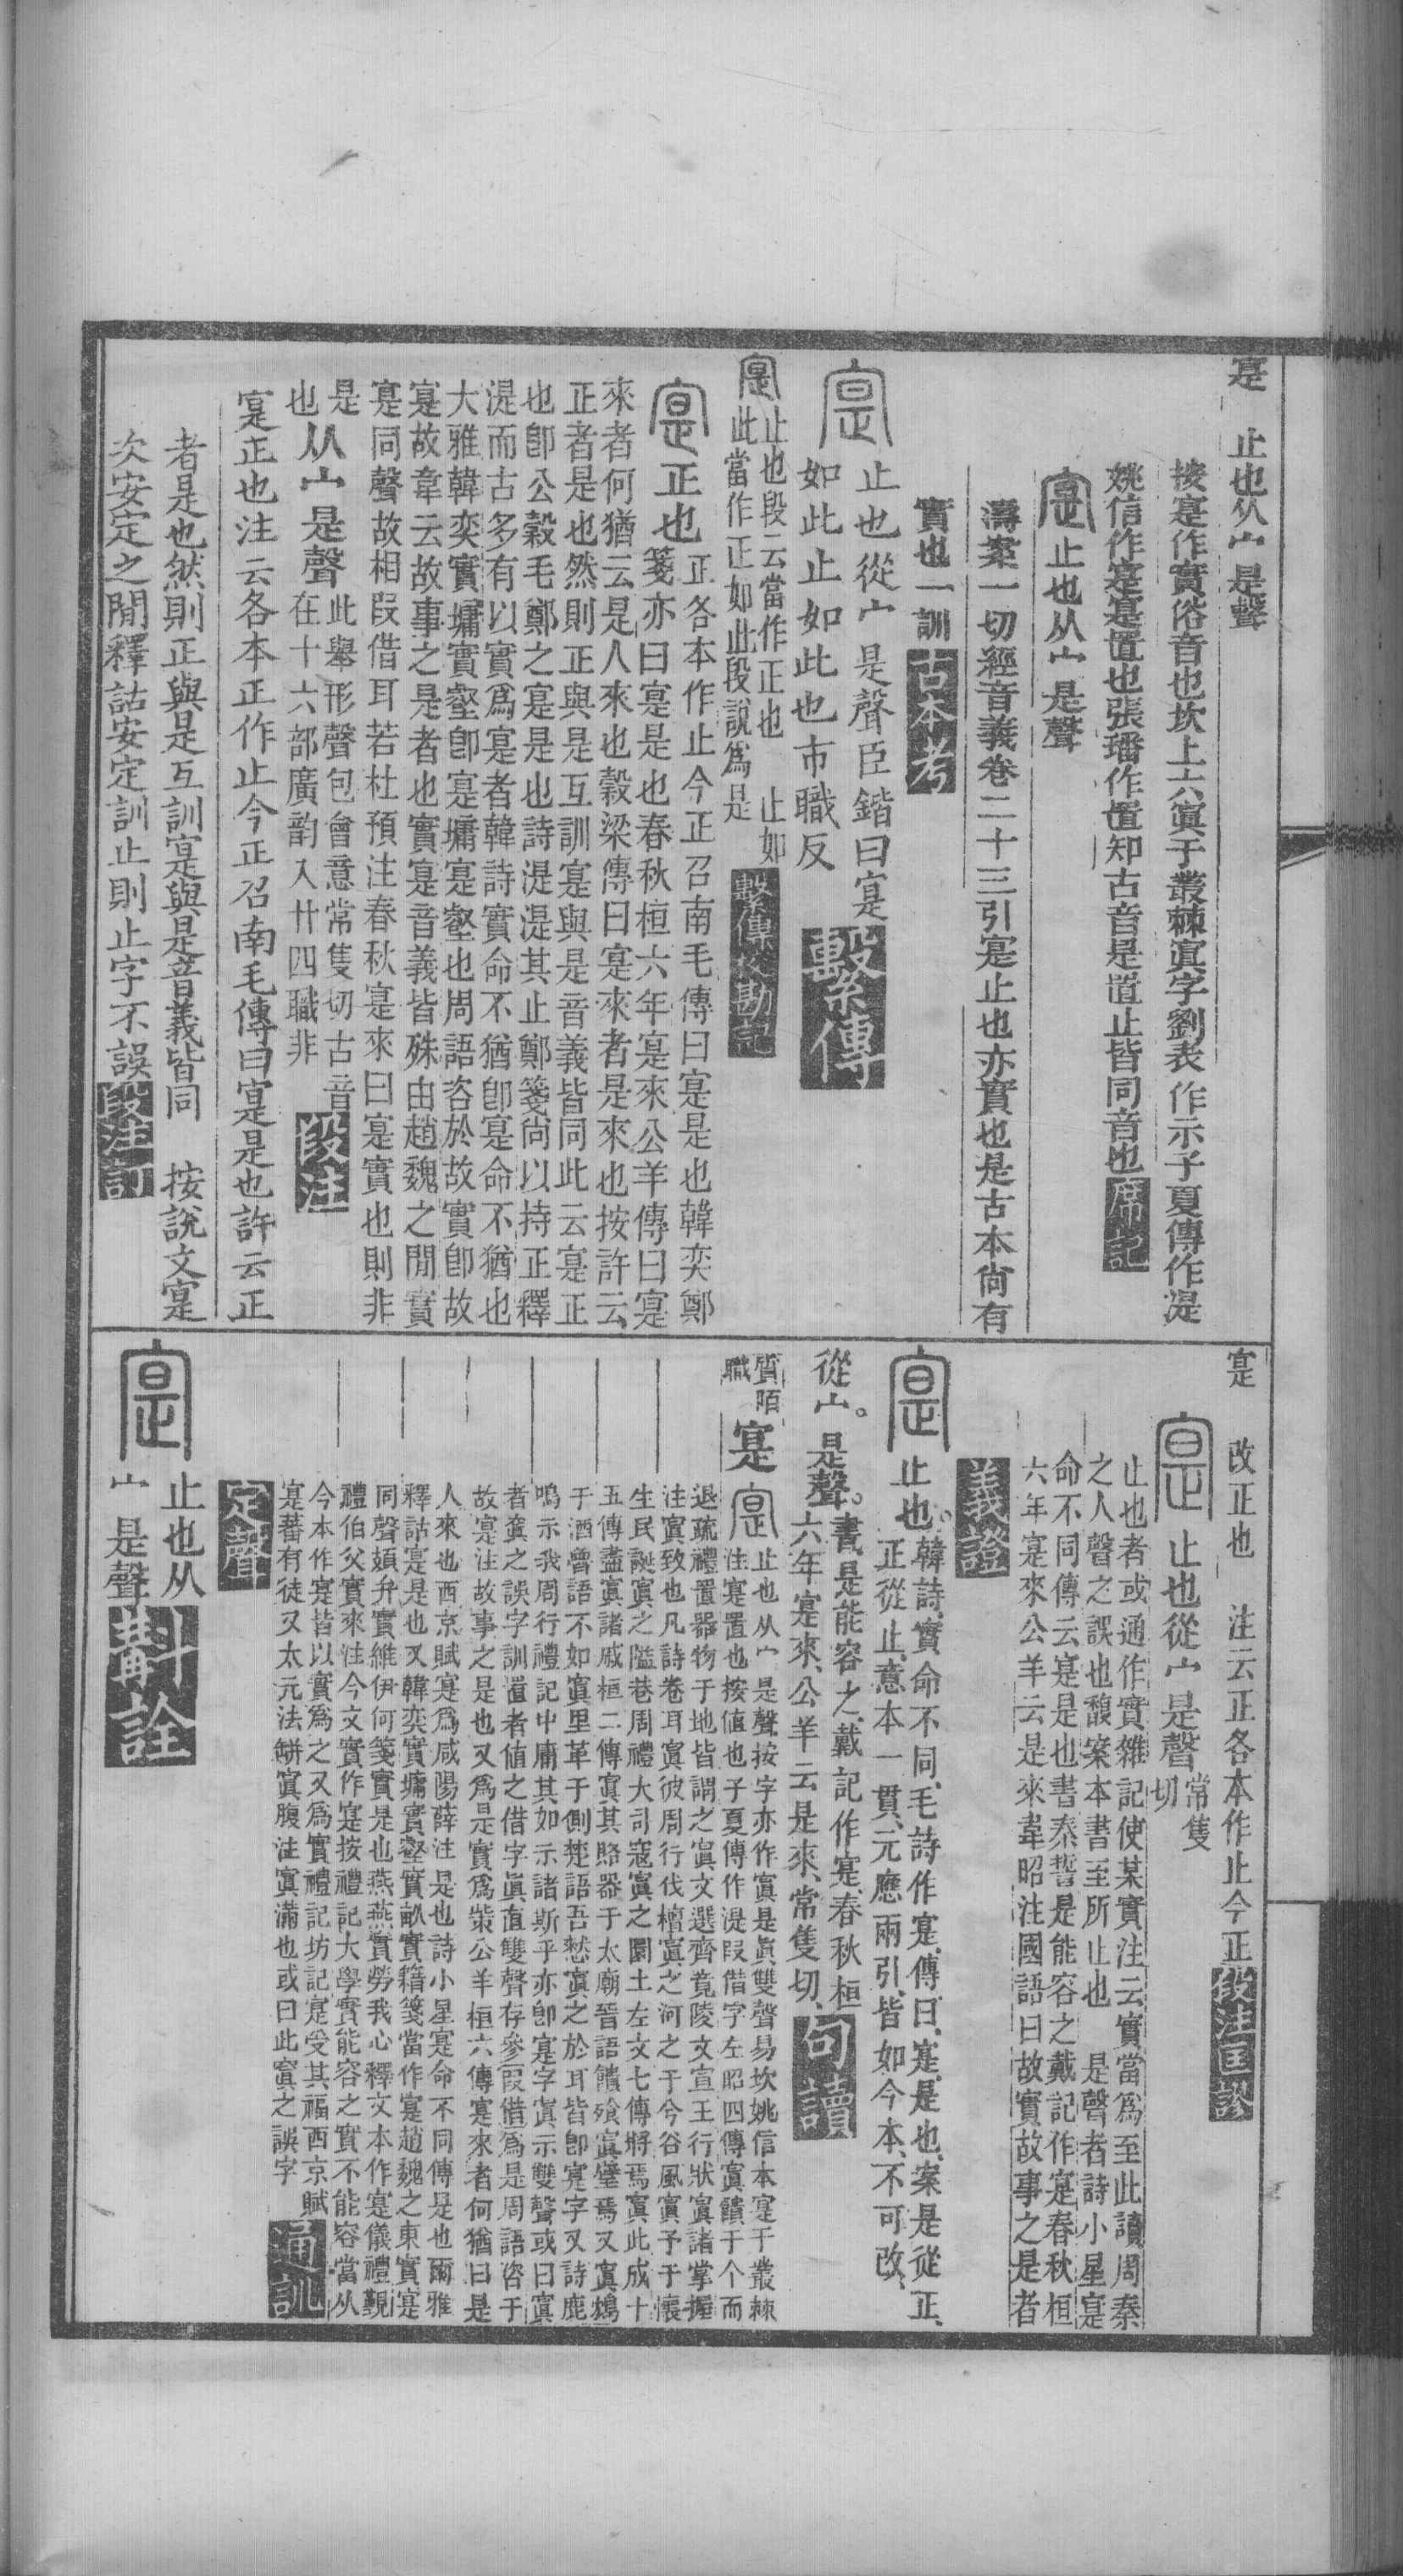 寔　止也从宀是聲
按寔作實俗音也坎上六寘于叢棘寘字劉表作示子夏傳作湜
姚信作寔寔置也張璠作置知古音是置止皆同音也席記
寔止也从宀是聲
濤案一切經音義卷二十三引寔止也亦實也是古本尚有
實也一訓古本考
寔止也從宀是聲臣鍇曰寔
如此止如此也市職反繫傳
寔止也段云當作正也　止如
此當作正如此段說爲是繫傳校勘記
寔正也正各本作止今正召南毛傳曰寔是也韓奕鄭
箋亦曰寔是也春秋桓六年寔來公羊傳曰寔
來者何猶云是人來也穀梁傳曰寔來者是來也按許云
正者是也然則正與是互訓寔與是音義皆同此云寔正
也卽公穀毛鄭之寔是也詩湜湜其止鄭箋尚以持正釋
湜而古多有以實爲寔者韓詩實命不猶卽寔命不猶也
大雅韓奕實墉實壑卽寔墉寔壑也周語咨於故實卽故
寔故韋云故事之是者也實寔音義皆殊由趙魏之閒實
寔同聲故相叚借耳若杜預注春秋寔來曰寔實也則非
是
也从宀是聲此舉形聲包會意常隻切古音
在十六部廣韵入廿四職非段注
寔正也注云各本正作止今正召南毛傳曰寔是也許云正
者是也然則正與是互訓寔與是音義皆同　按說文寔
次安定之閒釋詁安定訓止則止字不誤段注訂
寔　改正也　注云正各本作止今正段注匡謬
寔止也從宀是聲常隻
切
止也者或通作實雜記使某實注云實當爲至此讀周秦
之人聲之誤也馥案本書至所止也　是聲者詩小星寔
命不同傳云寔是也書泰誓是能容之戴記作寔春秋桓
六年寔來公羊云是來韋昭注國語曰故實故事之是者
義證
寔止也。韓詩、實命不同、毛詩作寔、傳曰、寔、是也、案是從正、
正從止、意本一貫、元應兩引、皆如今本、不可改、
從宀。是聲。書、是能容之、戴記作寔、春秋桓
六年寔來、公羊云是來、常隻切、句讀
質陌
職
寔寔止也从宀是聲按字亦作寘是眞雙聲易坎姚信本寔于叢棘
注寔置也按値也子夏傳作湜叚借字左昭四傳寘饋于个而
退疏禮置器物于地皆謂之寘文選齊竟陵文宣王行狀寘諸掌握
注寘致也凡詩卷耳寘彼周行伐檀寘之河之干今谷風寘予于懷
生民誕寘之隘巷周禮大司寇寘之圜土左文七傳將焉寘此成十
五傳盡寘諸戚桓二傳寘其賂器于太廟晉語饋飧寘璧焉又寘鴆
于酒魯語不如寘里革于側楚語吾憖寘之於耳皆卽寔字又詩鹿
鳴示我周行禮記中庸其如示諸斯乎亦卽寔字寘示雙聲或曰寘
者窴之誤字訓置者値之借字眞直雙聲存參叚借爲是周語咨于
故寔注故事之是也又爲是實爲策公羊桓六傳寔來者何猶曰是
人來也西京賦寔爲咸陽薛注是也詩小星寔命不同傳是也爾雅
釋詁寔是也又韓奕實墉實壑實畝實籍箋當作寔趙魏之東實寔
同聲頍弁實維伊何箋實是也燕燕實勞我心釋文本作寔儀禮覲
禮伯父實來注今文實作寔按禮記大學實能容之實不能容當从
今本作寔皆以實爲之又爲實禮記坊記寔受其福西京賦
寔蕃有徒又太元法缾寘腹注寘滿也或曰此窴之誤字通訓
定聲
寔止也从
宀是聲斠詮